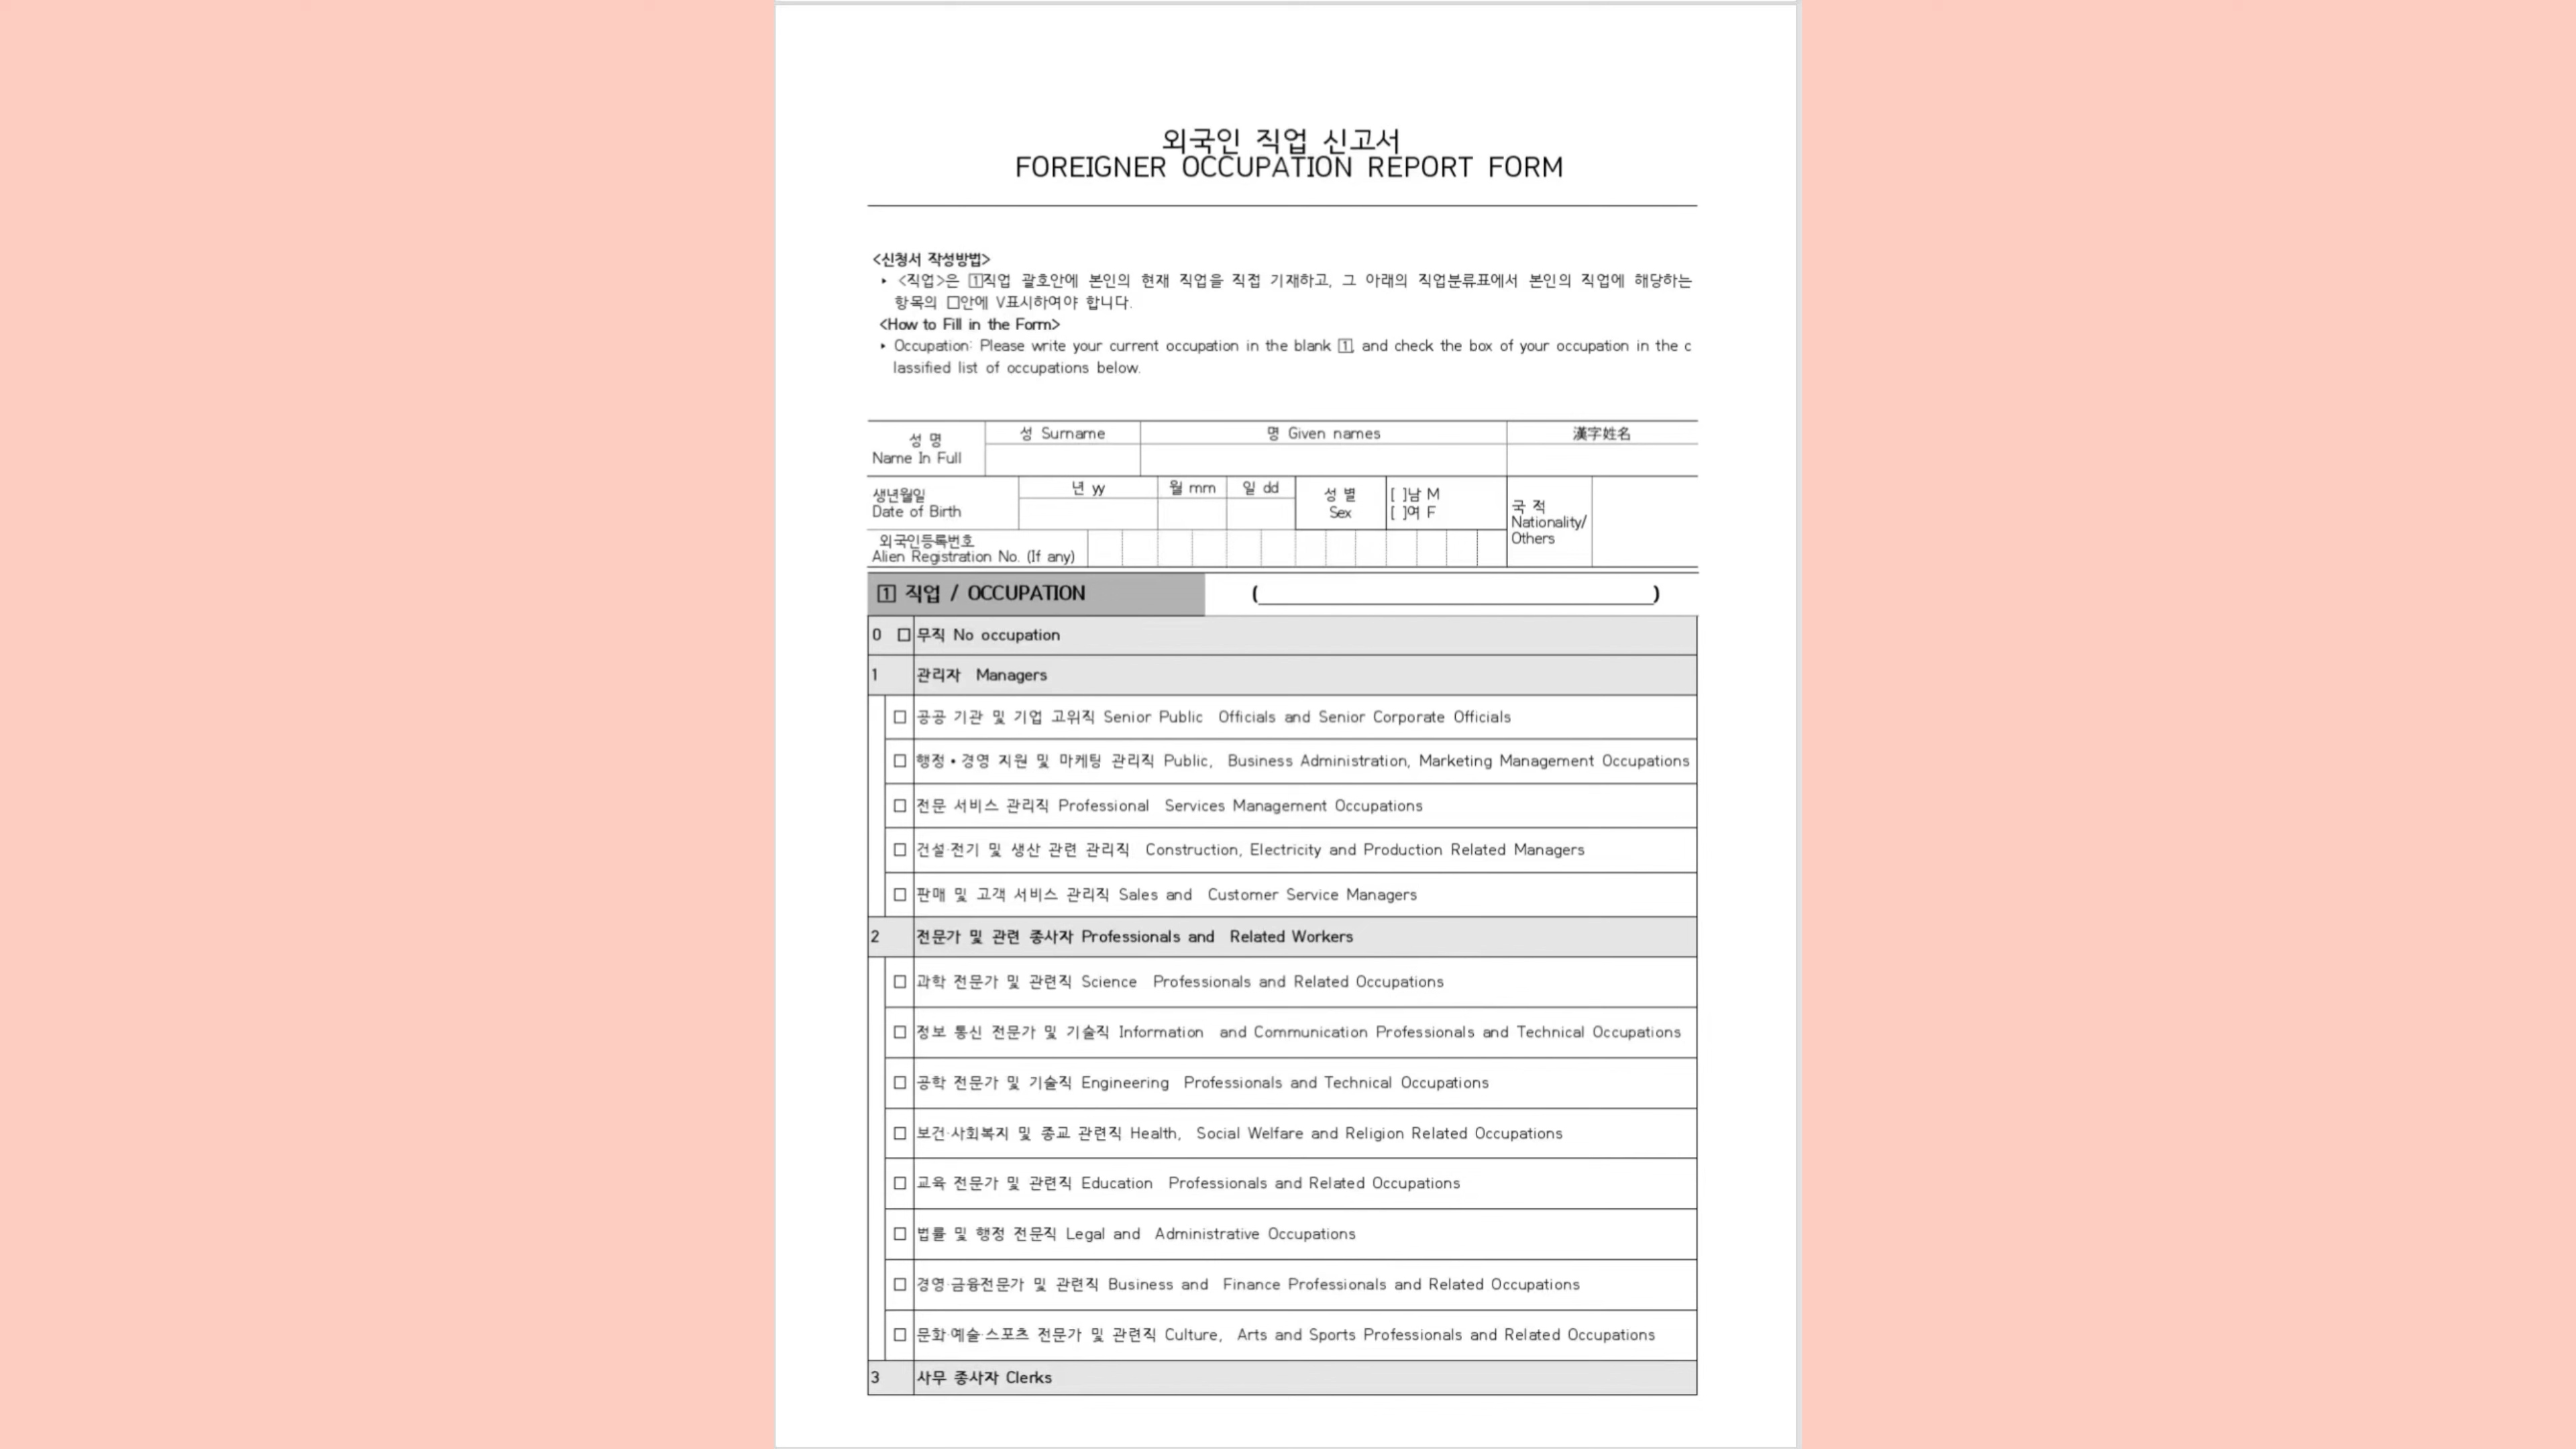 외국인 직업 신고서
FOREIGNER OCCUPATION REPORT FORM
<신청서 작성방법>
‣ <직업>은 1직업 괄호안에 본인의 현재 직업을 직접 기재하고, 그 아래의 직업분류표에서 본인의 직업에 해당하는
항목의 □안에 V표시하여야 합니다.
<How to Fill in the Form>
‣ Occupation: Please write your current occupation in the blank 1, and check the box of your occupation in the c
lassified list of occupations below.
성 명
Name In Full
성 Surname
명 Given names
漢字姓名
생년월일
Date of Birth
년 yy
월 mm
일 dd
성 별
Sex
[ ]남 M
[ ]여 F
국 적
Nationality/
Others
외국인등록번호
Alien Registration No. (If any)
1 직업 / OCCUPATION (                    )
0 □ 무직 No occupation
1 관리자 Managers
□ 공공 기관 및 기업 고위직 Senior Public Officials and Senior Corporate Officials
□ 행정•경영 지원 및 마케팅 관리직 Public, Business Administration, Marketing Management Occupations
□ 전문 서비스 관리직 Professional Services Management Occupations
□ 건설·전기 및 생산 관련 관리직 Construction, Electricity and Production Related Managers
□ 판매 및 고객 서비스 관리직 Sales and Customer Service Managers
2 전문가 및 관련 종사자 Professionals and Related Workers
□ 과학 전문가 및 관련직 Science Professionals and Related Occupations
□ 정보 통신 전문가 및 기술직 Information and Communication Professionals and Technical Occupations
□ 공학 전문가 및 기술직 Engineering Professionals and Technical Occupations
□ 보건·사회복지 및 종교 관련직 Health, Social Welfare and Religion Related Occupations
□ 교육 전문가 및 관련직 Education Professionals and Related Occupations
□ 법률 및 행정 전문직 Legal and Administrative Occupations
□ 경영·금융전문가 및 관련직 Business and Finance Professionals and Related Occupations
□ 문화·예술·스포츠 전문가 및 관련직 Culture, Arts and Sports Professionals and Related Occupations
3 사무 종사자 Clerks